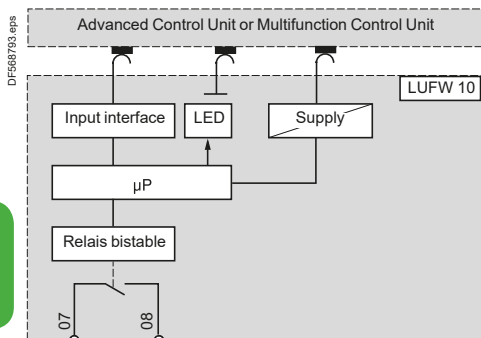 DF568793.eps
Advanced Control Unit or Multifunction Control Unit
LUFW 10
Input interface
LED
Supply
µP
Relais bistable
07
08